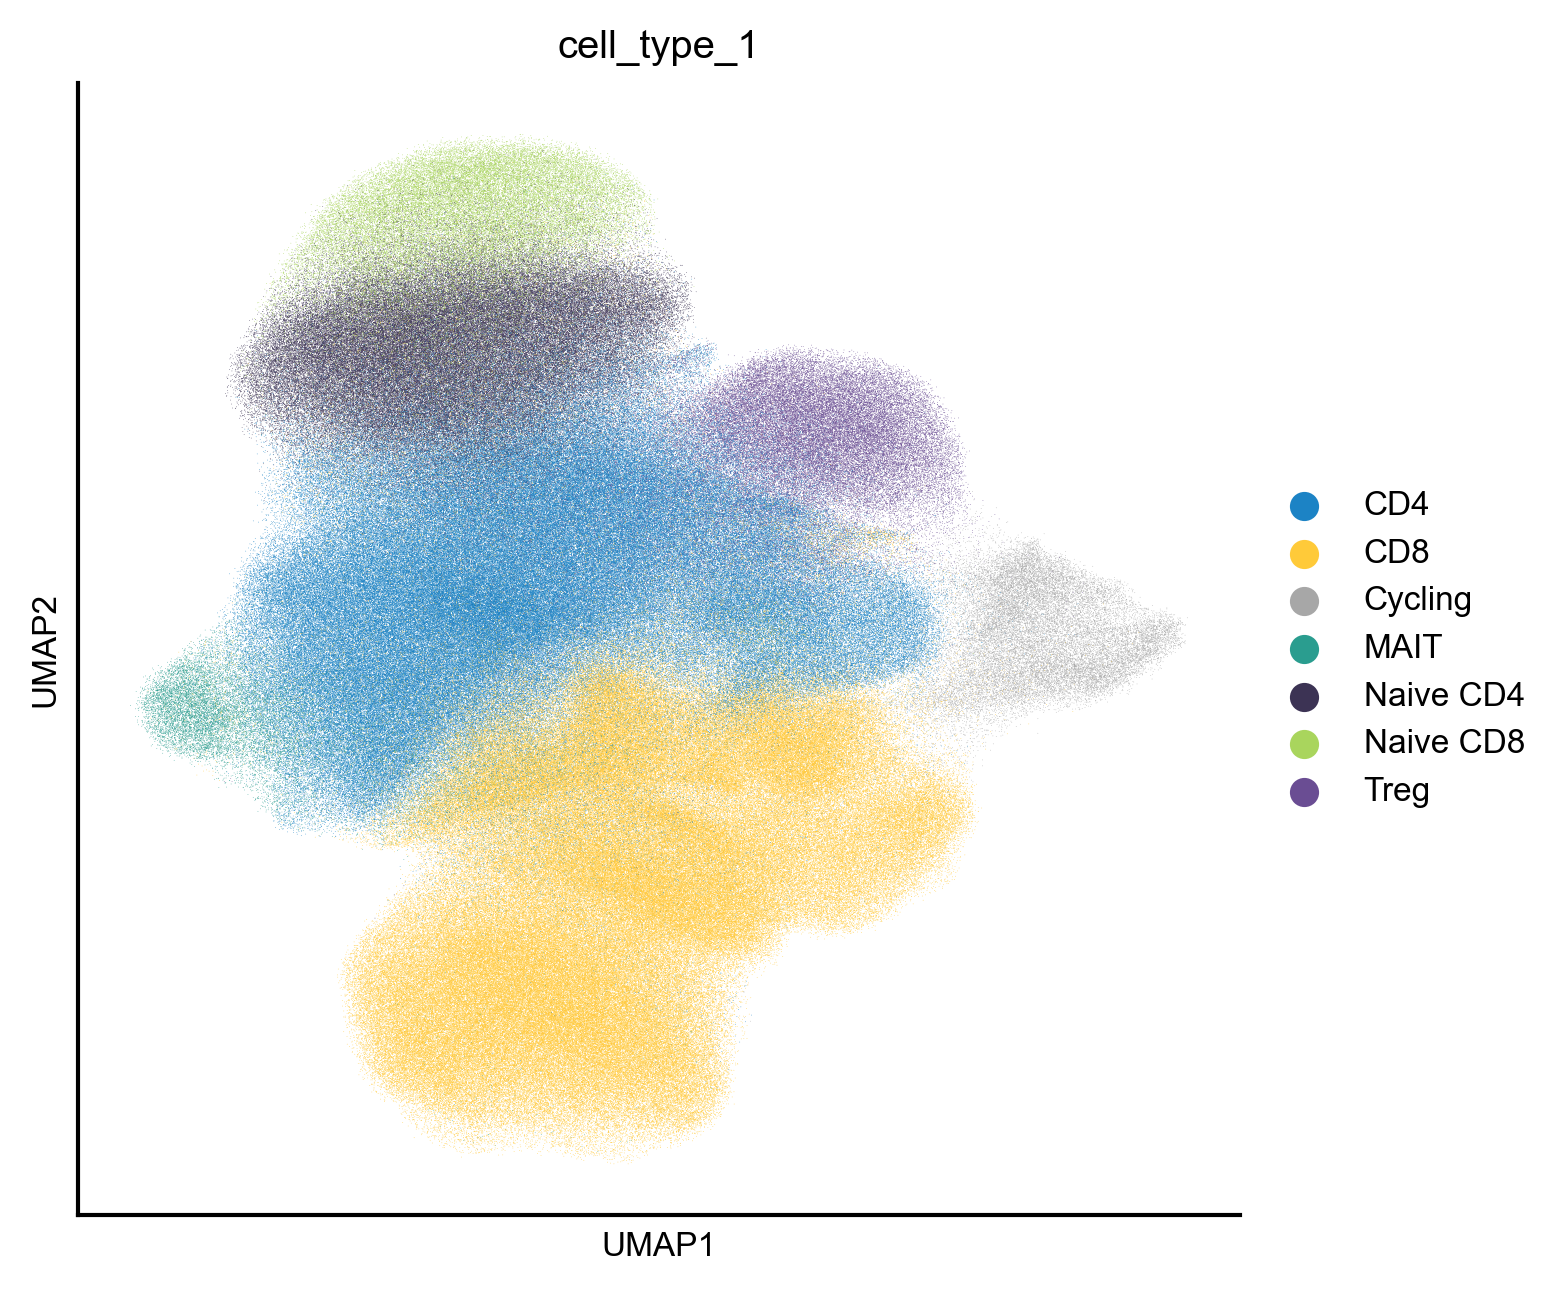 cell_type_1
UMAP2
CD4
CD8
Cycling
MAIT
Naive CD4
Naive CD8
Treg
UMAP1